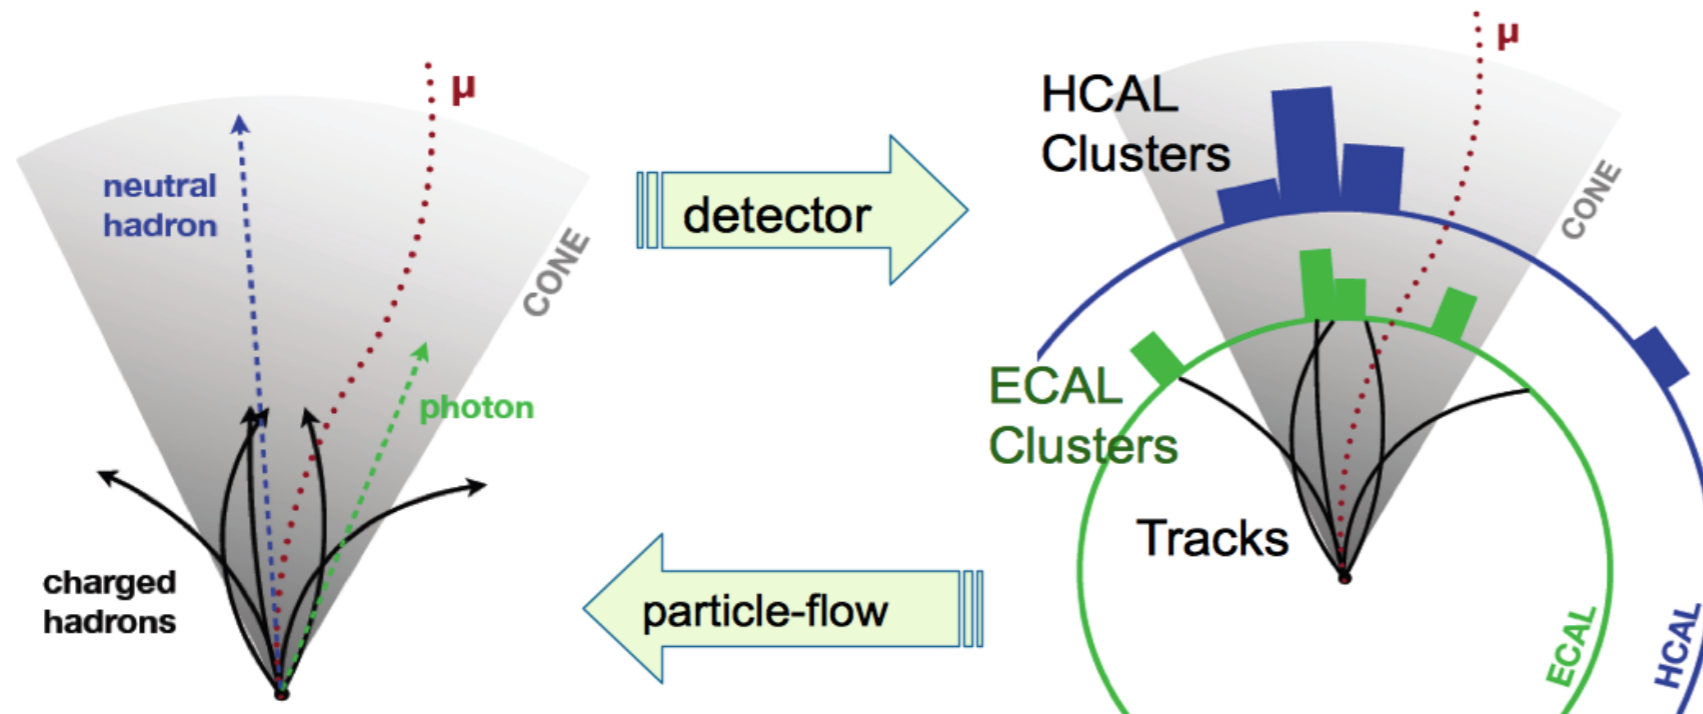 μ
neutral
hadron
CONE
photon
charged
hadrons
detector
particle-flow
μ
HCAL
Clusters
CONE
ECAL
Clusters
Tracks
ECAL
HCAL